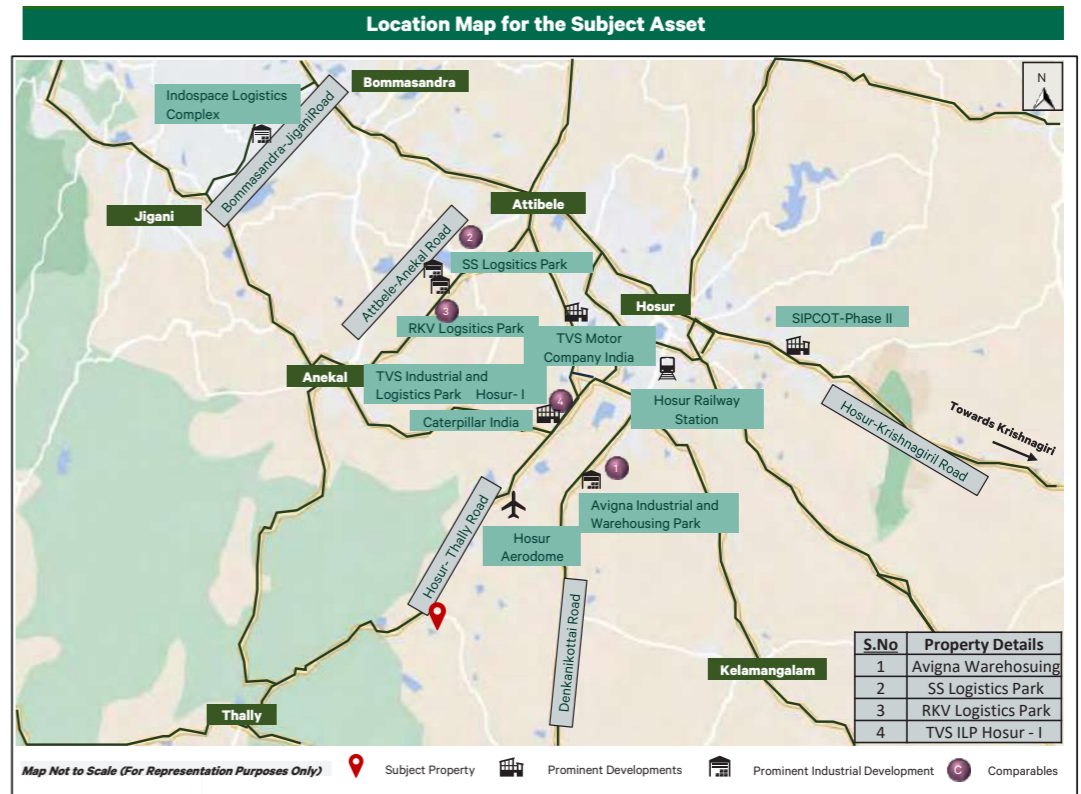 Location Map for the Subject Asset
N
Bommasandra
Indospace Logistics
Complex
Bommasandra-JiganiRoad
Jigani
Attibele
Attbele-Anekal Road
2
SS Logsitics Park
3
RKV Logsitics Park
Hosur
SIPCOT-Phase II
TVS Motor
Company India
Anekal
TVS Industrial and
Logistics Park Hosur- I
4
Caterpillar India
Hosur Railway
Station
Hosur-Krishnagiril Road
Towards Krishnagiri
1
Avigna Industrial and
Warehousing Park
Hosur- Thally Road
Hosur
Aerodome
Denkanikottai Road
Kelamangalam
Thally
S.No Property Details
1 Avigna Warehosuing
2 SS Logistics Park
3 RKV Logistics Park
4 TVS ILP Hosur - I
Map Not to Scale (For Representation Purposes Only)
Subject Property
Prominent Developments
Prominent Industrial Development
C
Comparables